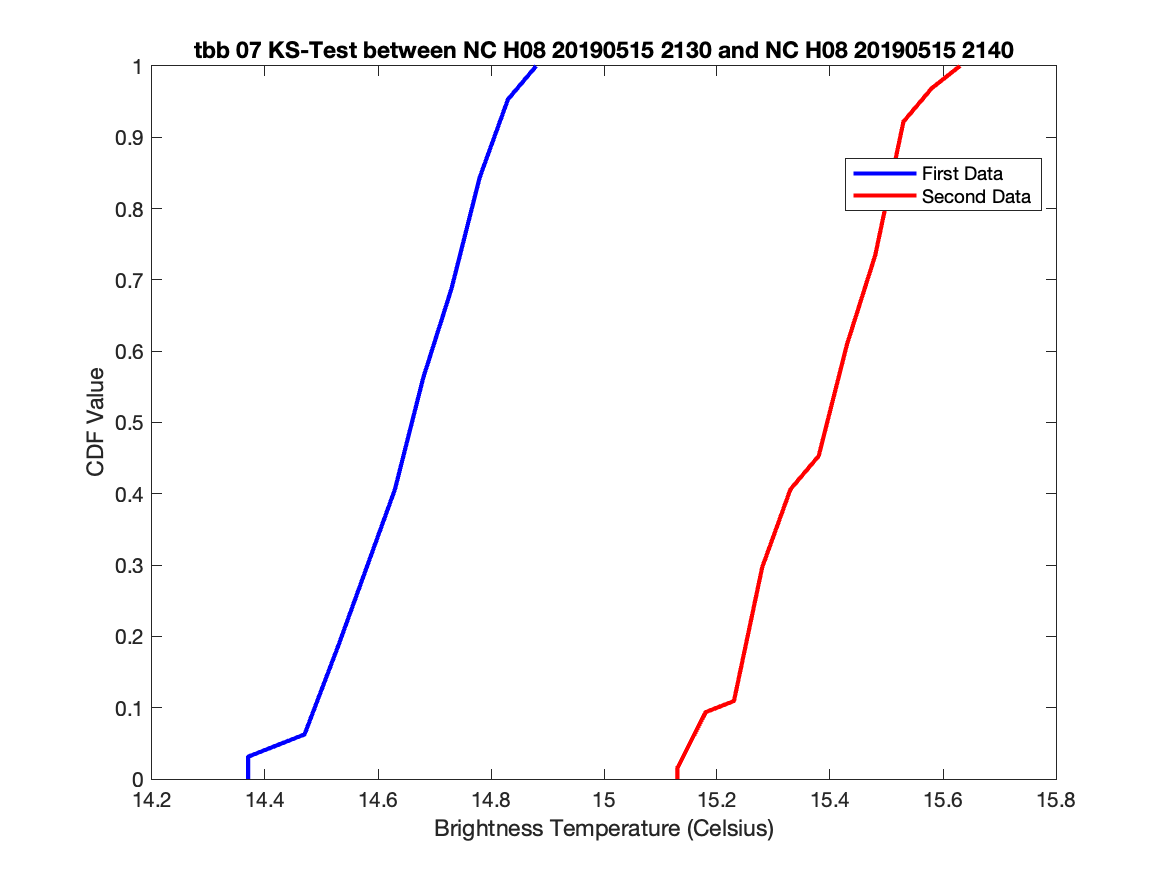 tbb 07 KS-Test between NC H08 20190515 2130 and NC H08 20190515 2140
1
0.9
0.8
0.7
0.6
0.5
0.4
0.3
0.2
0.1
0
CDF Value
First Data
Second Data
14.2 14.4 14.6 14.8 15 15.2 15.4 15.6 15.8
Brightness Temperature (Celsius)